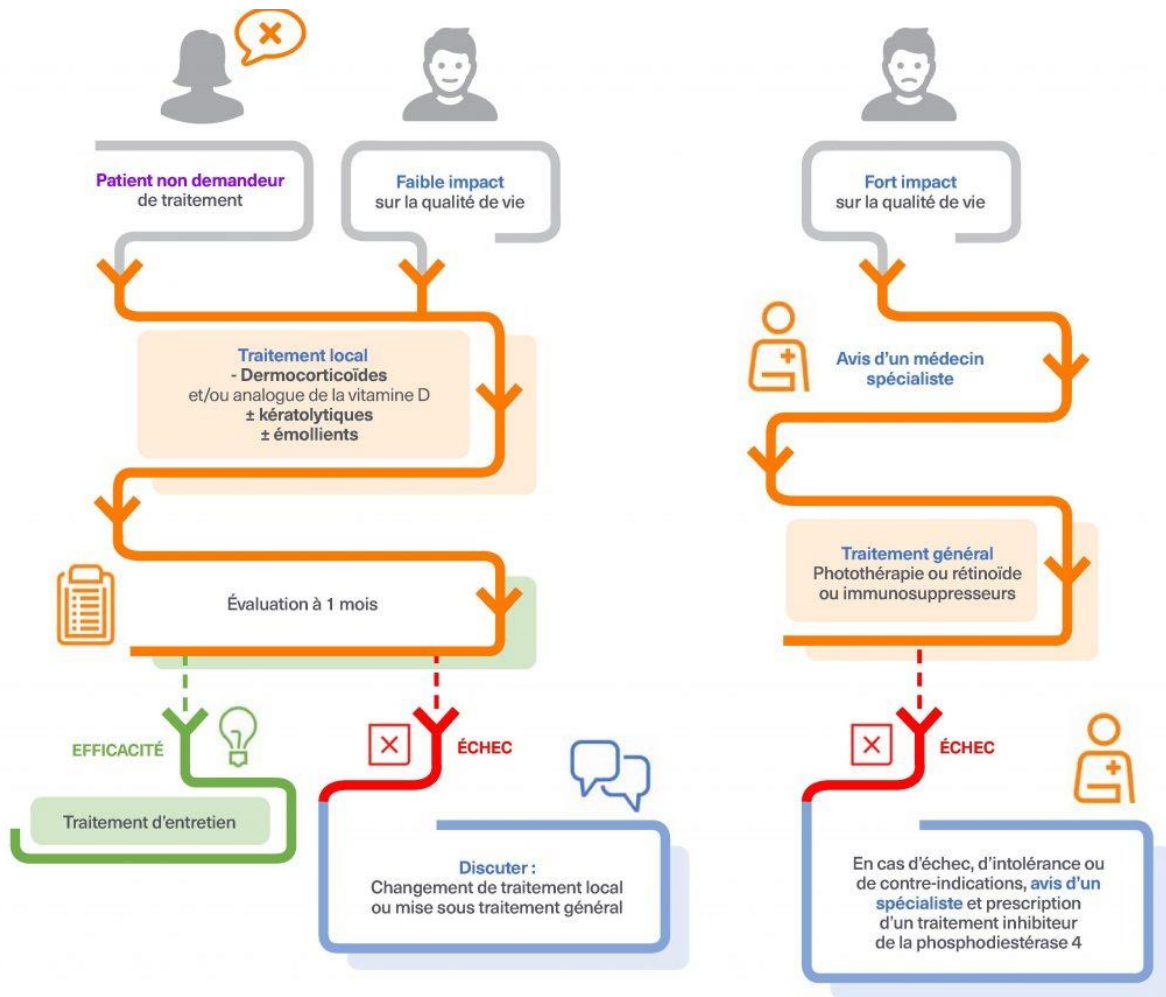 Patient non demandeur
de traitement
Faible impact
sur la qualité de vie
Fort impact
sur la qualité de vie
Traitement local
- Dermocorticoïdes
et/ou analogue de la vitamine D
± kératolytiques
± émollients
Avis d’un médecin
spécialiste
Évaluation à 1 mois
Traitement général
Photothérapie ou rétinoïde
ou immunosuppresseurs
EFFICACITÉ
ÉCHEC
ÉCHEC
Traitement d’entretien
Discuter :
Changement de traitement local
ou mise sous traitement général
En cas d’échec, d’intolérance ou
de contre-indications, avis d’un
spécialiste et prescription
d’un traitement inhibiteur
de la phosphodiestérase 4